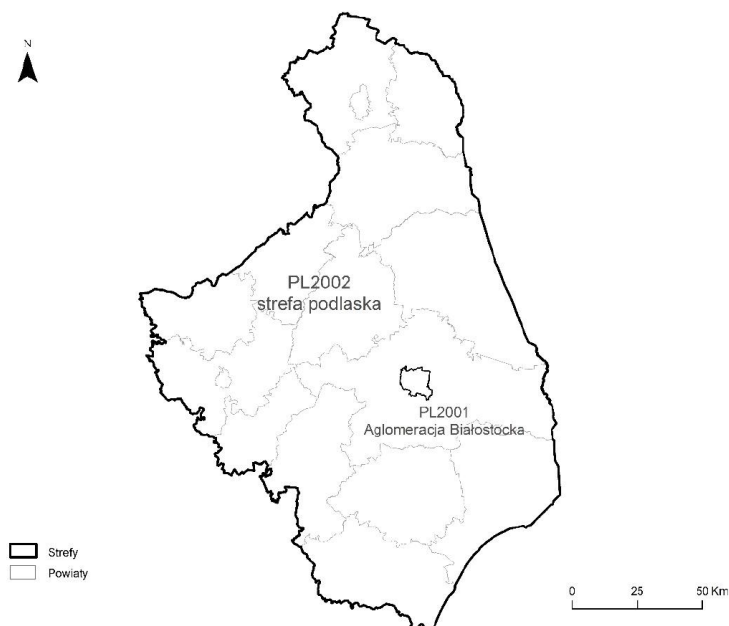 N
PL2002
strefa podlaska
PL2001
Aglomeracja Białostocka
Strefy
Powiaty
0 25 50 Km